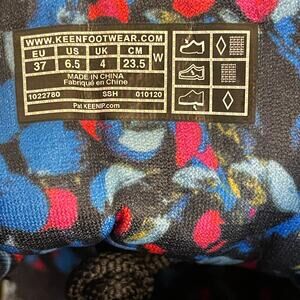 WWW.KEENFOOTWEAR.COM
EU US UK CM W
37 6.5 4 23.5
MADE IN CHINA
Fabriqué en Chine
1022780 SSH 010120
Pat KEENIP.com